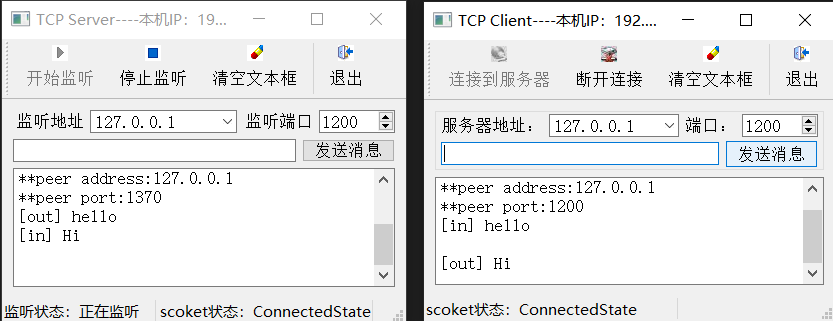 TCP Server----本机IP：19...
开始监听 停止监听 清空文本框 退出
监听地址 127.0.0.1 监听端口 1200
发送消息
**peer address:127.0.0.1
**peer port:1370
[out] hello
[in] Hi
监听状态：正在监听 scoket状态：ConnectedState
TCP Client----本机IP：192....
连接到服务器 断开连接 清空文本框 退出
服务器地址： 127.0.0.1 端口： 1200
发送消息
**peer address:127.0.0.1
**peer port:1200
[in] hello
[out] Hi
scoket状态：ConnectedState